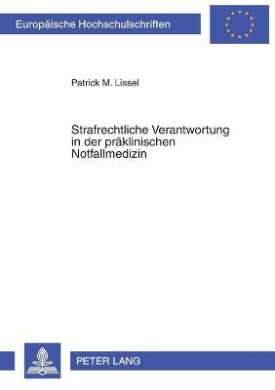 Europäische Hochschulschriften
Patrick M. Lissel
Strafrechtliche Verantwortung
in der präklinischen
Notfallmedizin
PETER LANG